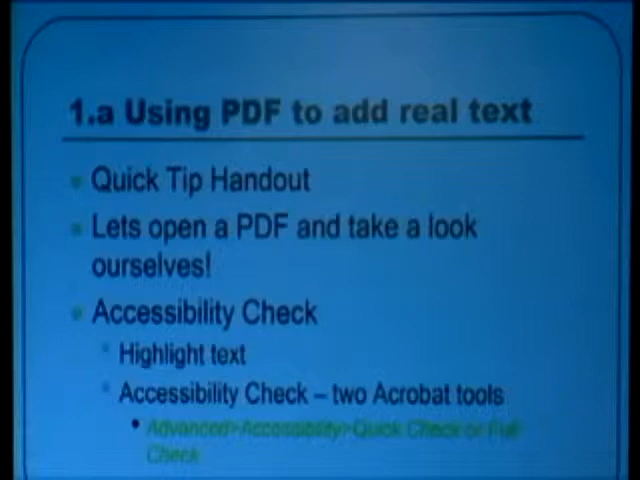 1.a Using PDF to add real text
Quick Tip Handout
Lets open a PDF and take a look
ourselves!
Accessibility Check
Highlight text
Accessibility Check – two Acrobat tools
Advanced>Accessibility>Quick Check or Full
Check